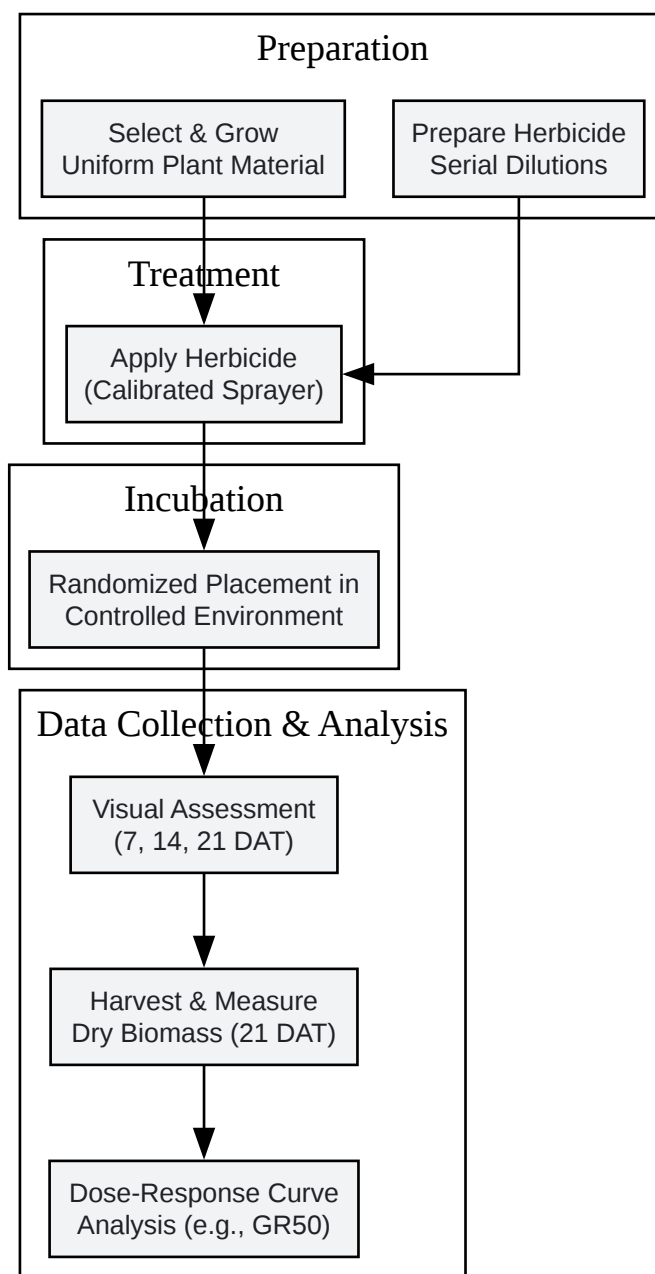 Preparation
Select & Grow
Uniform Plant Material
Prepare Herbicide
Serial Dilutions
Treatment
Apply Herbicide
(Calibrated Sprayer)
Incubation
Randomized Placement in
Controlled Environment
Data Collection & Analysis
Visual Assessment
(7, 14, 21 DAT)
Harvest & Measure
Dry Biomass (21 DAT)
Dose-Response Curve
Analysis (e.g., GR50)